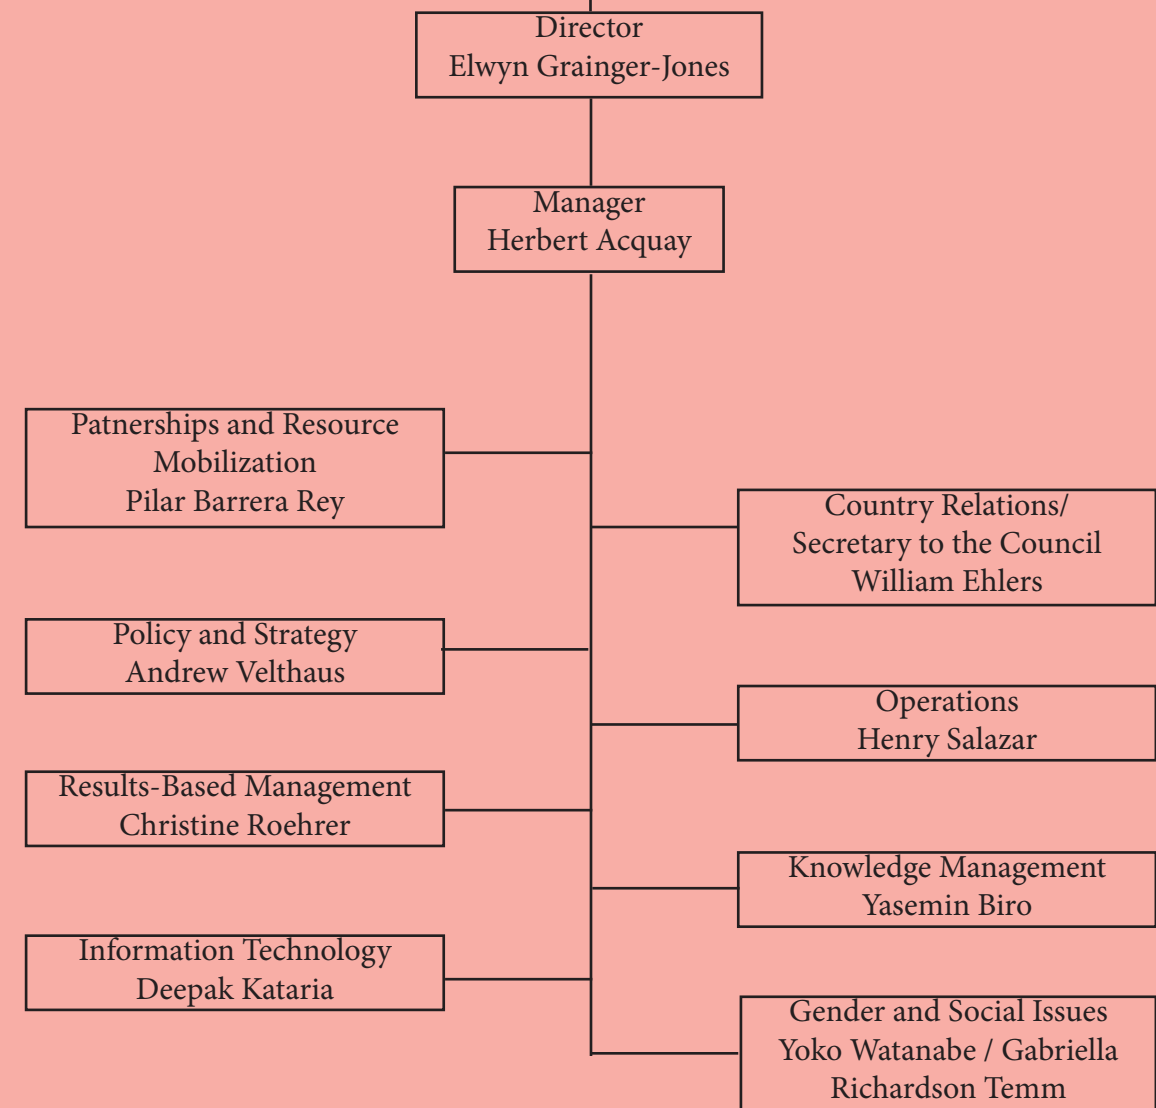 Director
Elwyn Grainger-Jones
Manager
Herbert Acquay
Patnerships and Resource
Mobilization
Pilar Barrera Rey
Country Relations/
Secretary to the Council
William Ehlers
Policy and Strategy
Andrew Velthaus
Operations
Henry Salazar
Results-Based Management
Christine Roehrer
Knowledge Management
Yasemin Biro
Information Technology
Deepak Kataria
Gender and Social Issues
Yoko Watanabe / Gabriella
Richardson Temm